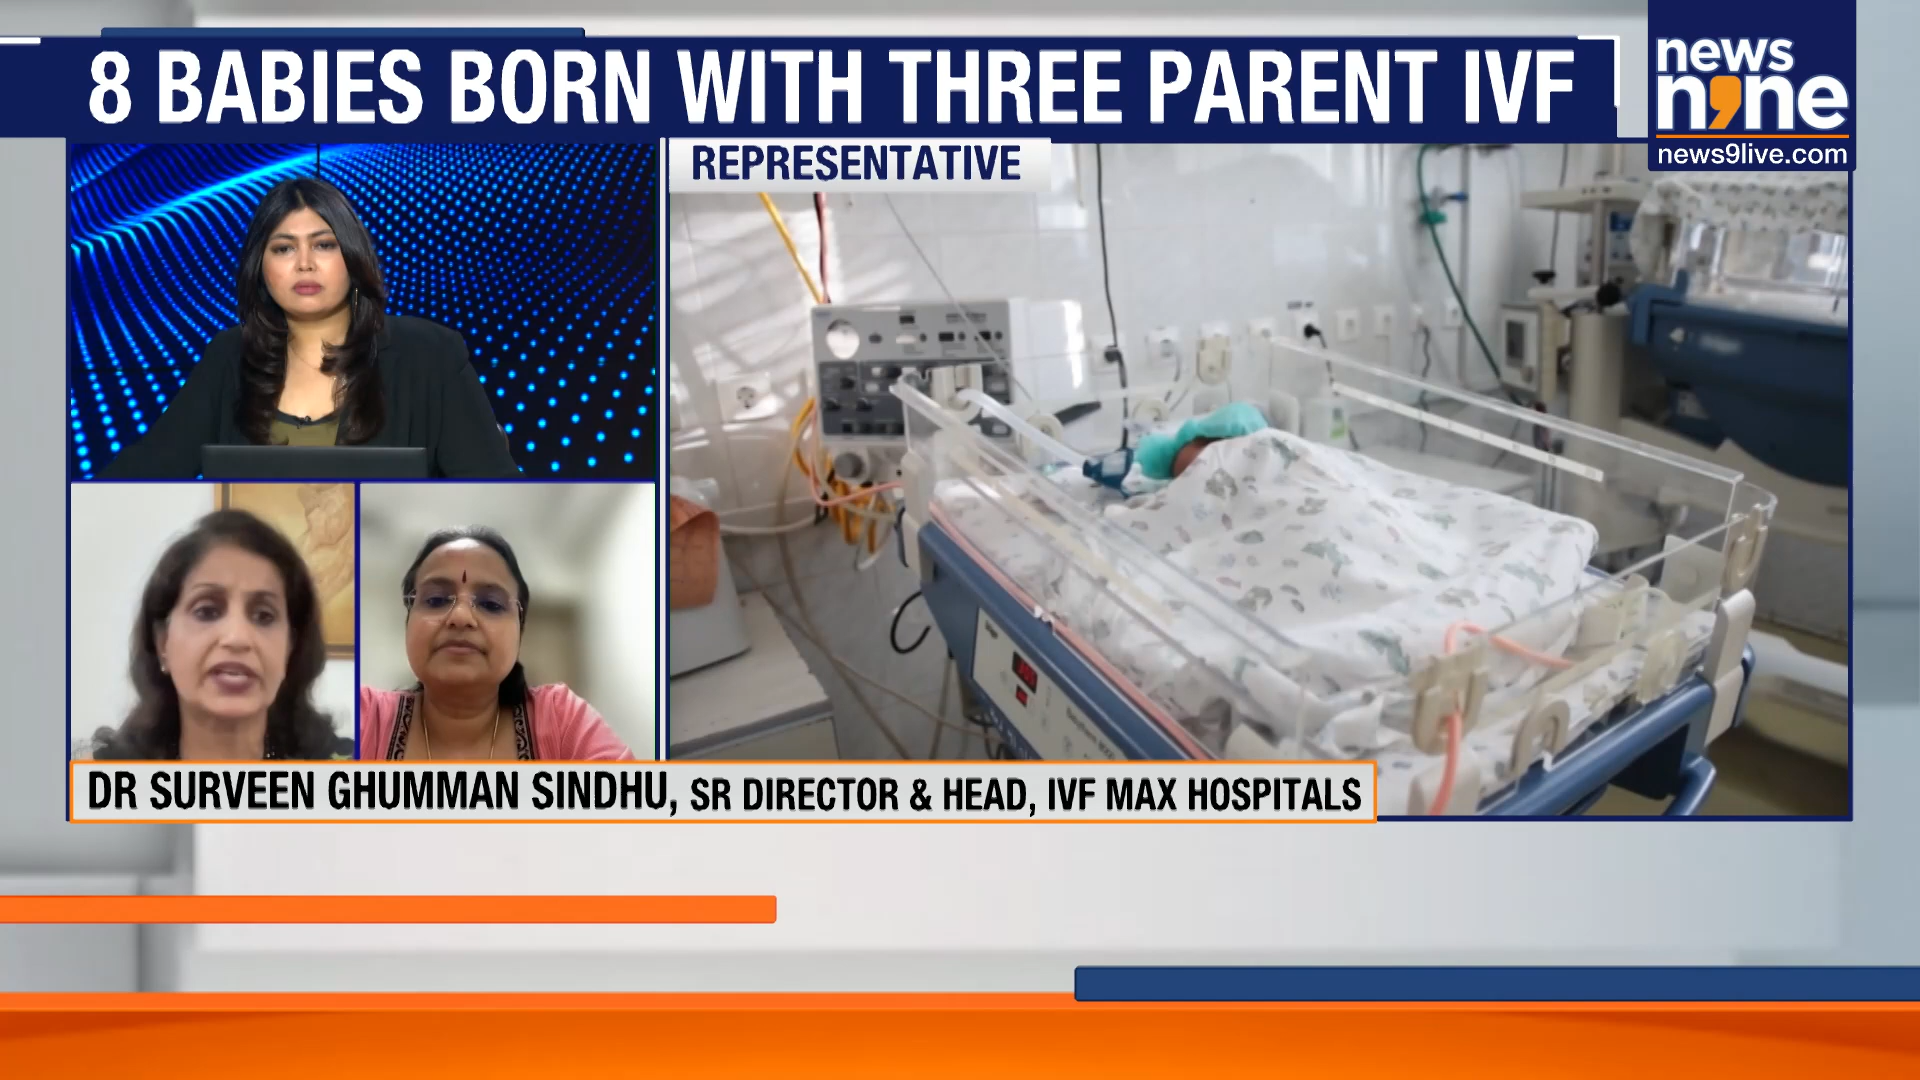 8 BABIES BORN WITH THREE PARENT IVF
news
nine
news9live.com
REPRESENTATIVE
DR SURVEEN GHUMMAN SINDHU, SR DIRECTOR & HEAD, IVF MAX HOSPITALS